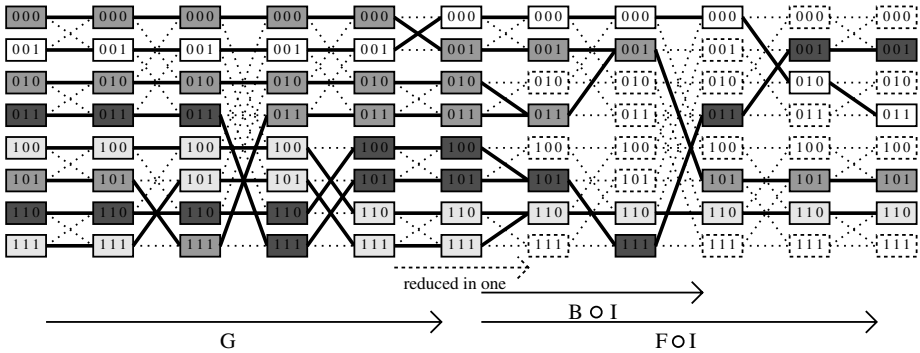 000 000 000 000 000 000 000 000 000 000 000
001 001 001 001 001 001 001 001 001 001 001
010 010 010 010 010 010 010 010 010 010 010
011 011 011 011 011 011 011 011 011 011 011
100 100 100 100 100 100 100 100 100 100 100
101 101 101 101 101 101 101 101 101 101 101
110 110 110 110 110 110 110 110 110 110 110
111 111 111 111 111 111 111 111 111 111 111
reduced in one
B o I
G F o I